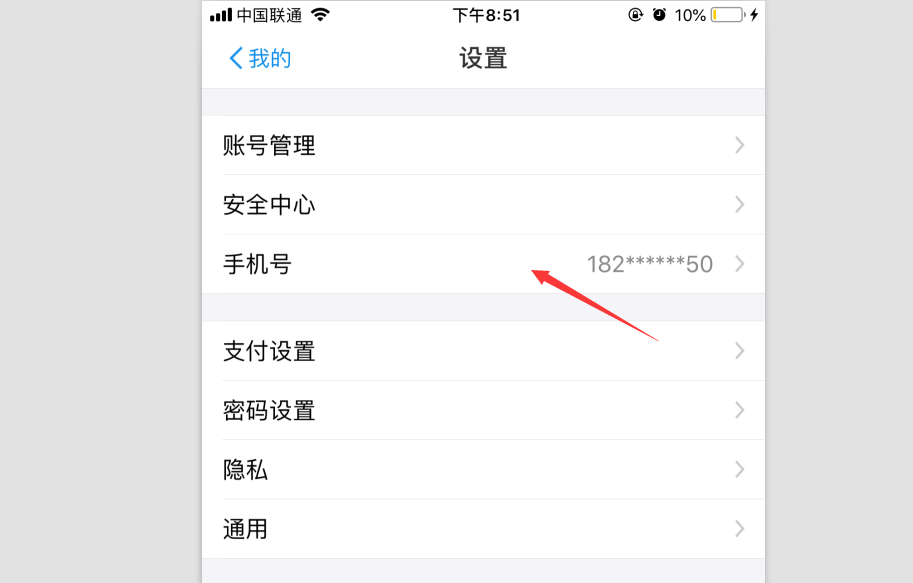 中国联通 下午8:51 10%
我的 设置
账号管理
安全中心
手机号 182******50
支付设置
密码设置
隐私
通用